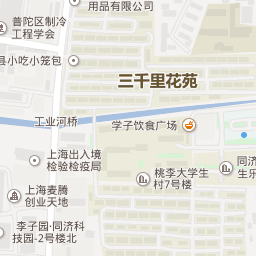 用品有限公司
普陀区制冷
工程学会
县小吃小笼包
三千里花苑
工业河桥
学子饮食广场
上海出入境
检验检疫局
同济
生乐
桃李大学生
村7号楼
上海麦腾
创业天地
李子园·同济科
技园-2号楼北